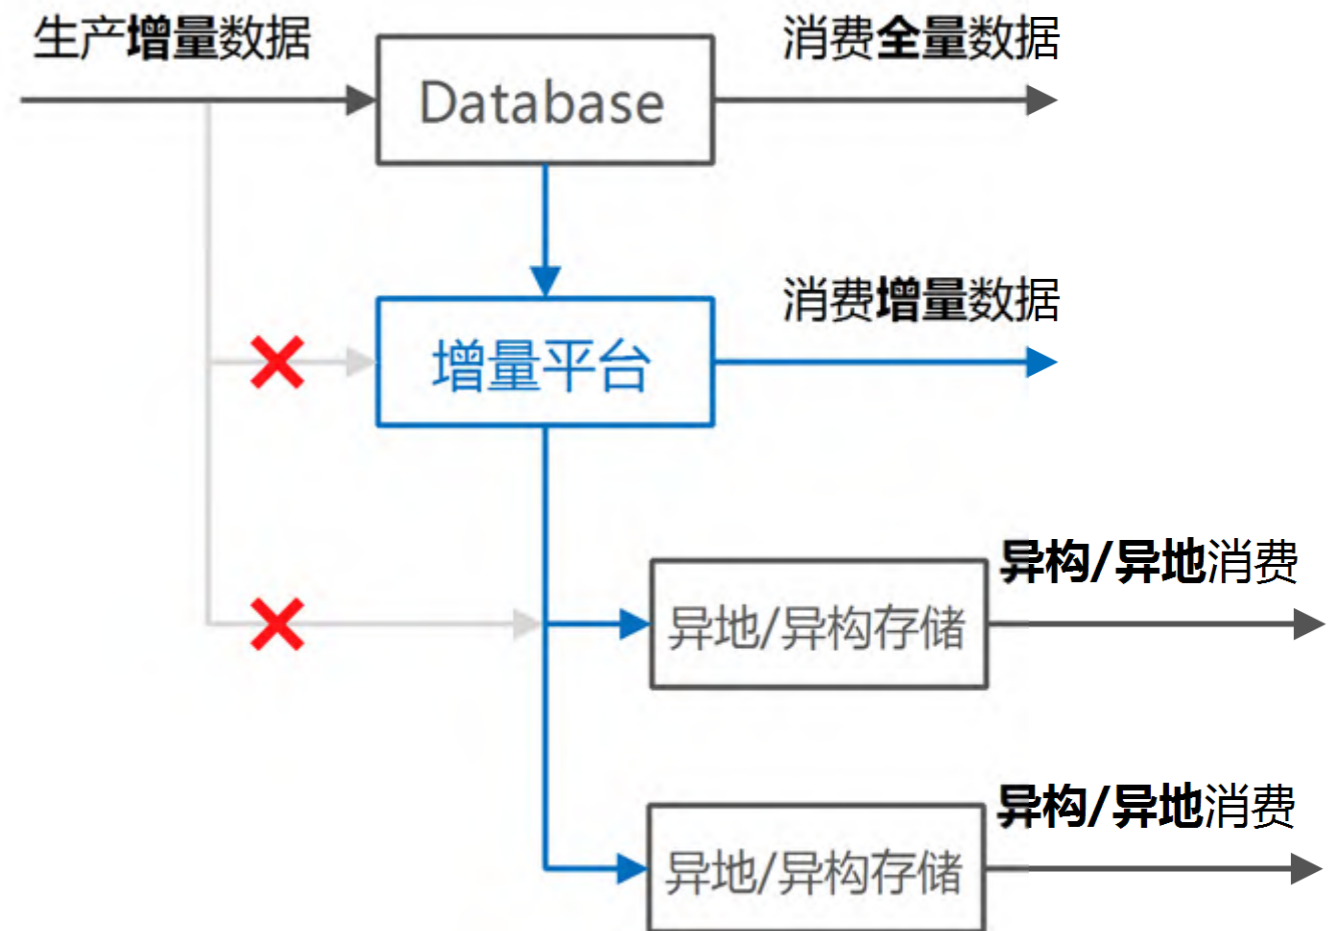 生产增量数据
消费全量数据
Database
消费增量数据
增量平台
异构/异地消费
异地/异构存储
异构/异地消费
异地/异构存储